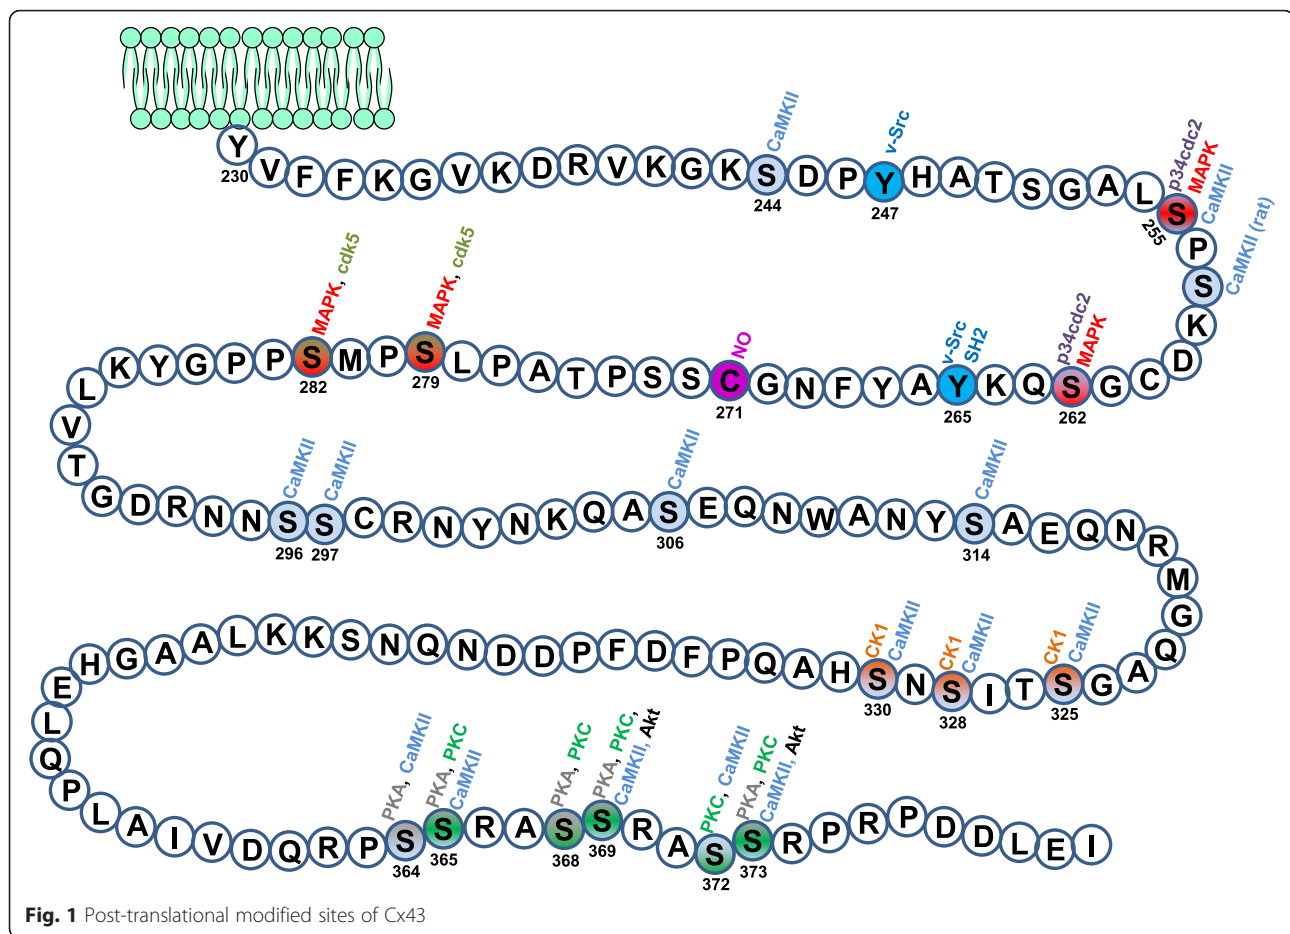 CaMKII
v-Src
p34cdc2
MAPK
CaMKII
Y V F F K G V K D R V K G K S D P Y H A T S G A L S
230
244
247
255
P
S
CaMKII (rat)
K
D
MAPK, cdk5
MAPK, cdk5
NO
v-Src
SH2
p34cdc2
MAPK
K Y G P P S M P S L P A T P S S C G N F Y A Y K Q S G C
282
279
271
265
262
L
V
T
CaMKII
CaMKII
CaMKII
CaMKII
G D R N N S S C R N Y N K Q A S E Q N W A N Y S A E Q N R
296
297
306
314
M
G
Q
CK1
CaMKII
CK1
CaMKII
CK1
CaMKII
H G A A L K K S N Q N D D P F D F P Q A H S N S I T S G A
330
328
325
E
L
Q
P
PKA, CaMKII
PKA, PKC
CaMKII
PKA, PKC
PKA, PKC,
CaMKII, Akt
PKC, CaMKII
PKA, PKC
CaMKII, Akt
L A I V D Q R P S S R A S S R A S S R P R P D D L E I
364
365
368
369
372
373
Fig. 1 Post-translational modified sites of Cx43